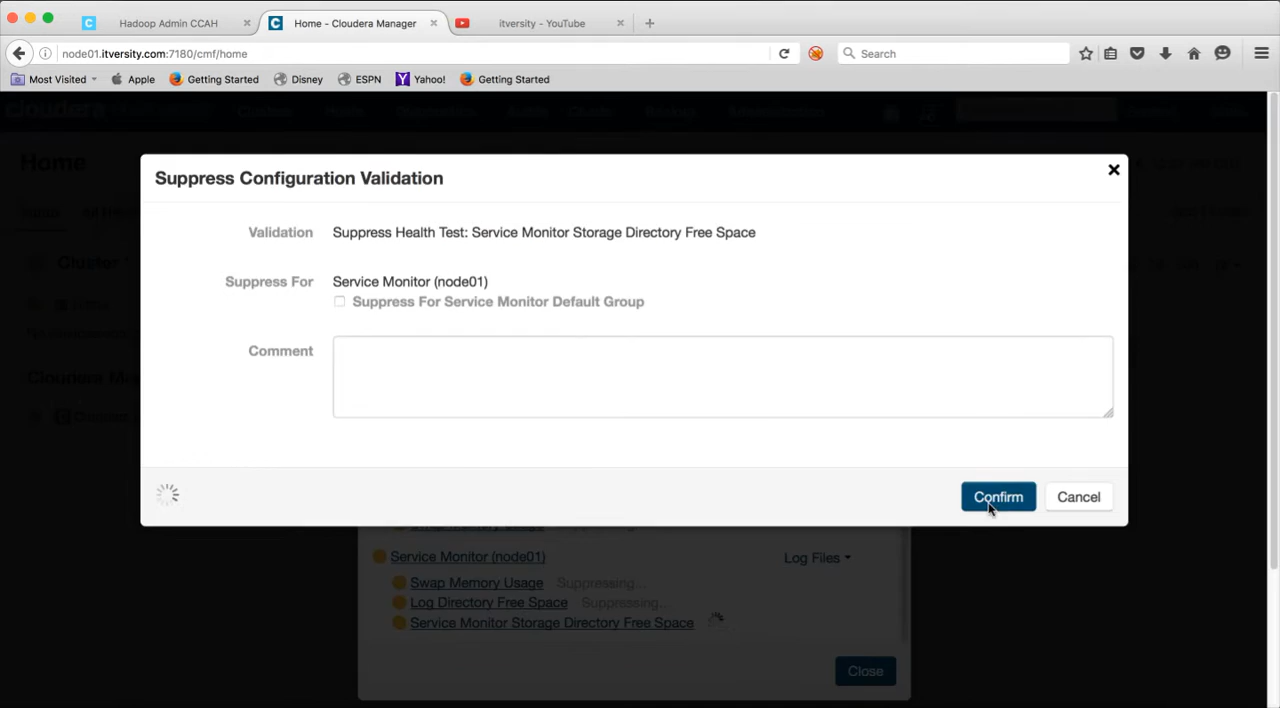 Hadoop Admin CCAH
Home - Cloudera Manager
itversity - YouTube
node01.itversity.com:7180/cmf/home
Search
Most Visited
Apple
Getting Started
Disney
ESPN
Yahoo!
Getting Started
cloudera
Home
Suppress Configuration Validation
Validation
Suppress Health Test: Service Monitor Storage Directory Free Space
Suppress For
Service Monitor (node01)
Suppress For Service Monitor Default Group
Comment
Confirm
Cancel
Service Monitor (node01)
Log Files
Swap Memory Usage Suppressing...
Log Directory Free Space Suppressing...
Service Monitor Storage Directory Free Space
Close